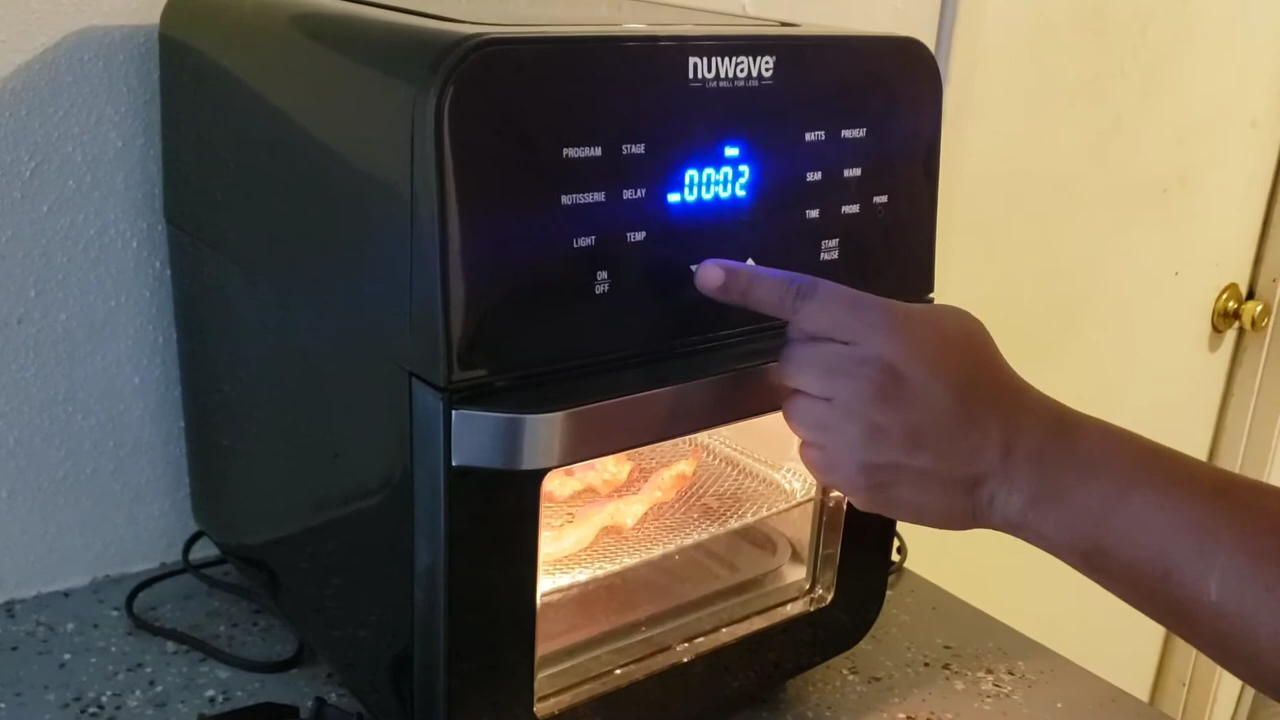 nuwave
LIVE WELL FOR LESS
PROGRAM STAGE
00:02
WATTS PREHEAT
ROTISSERIE DELAY
SEAR WARM
LIGHT TEMP
TIME PROBE PROBE
ON
OFF
START
PAUSE